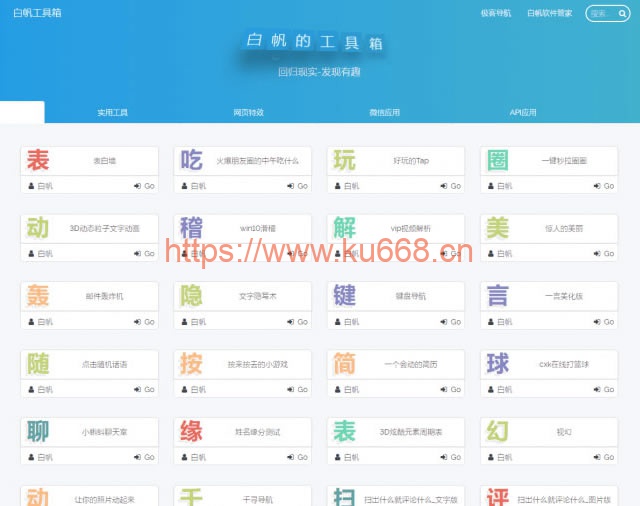 白帆工具箱
极客导航
白帆软件管家
搜索..
白帆的工具箱
回归现实-发现有趣
实用工具
网页特效
微信应用
API应用
表 表白墙
白帆 Go
吃 火爆朋友圈的中午吃什么
白帆 Go
玩 好玩的Tap
白帆 Go
圈 一键秒拉圈圈
白帆 Go
动 3D动态粒子文字动画
白帆 Go
稽 win10滑稽
白帆 Go
解 vip视频解析
白帆 Go
美 惊人的美丽
白帆 Go
https://www.ku668.cn
轰 邮件轰炸机
白帆 Go
隐 文字隐写术
白帆 Go
键 键盘导航
白帆 Go
言 一言美化版
白帆 Go
随 点击随机话语
白帆 Go
按 按来按去的小游戏
白帆 Go
简 一个会动的简历
白帆 Go
球 cxk在线打篮球
白帆 Go
聊 小蝌蚪聊天室
白帆 Go
缘 姓名缘分测试
白帆 Go
表 3D炫酷元素周期表
白帆 Go
幻 视幻
白帆 Go
动 让你的照片动起来
千 千寻导航
扫 扫出什么就评论什么_文字版
评 扫出什么就评论什么_图片版